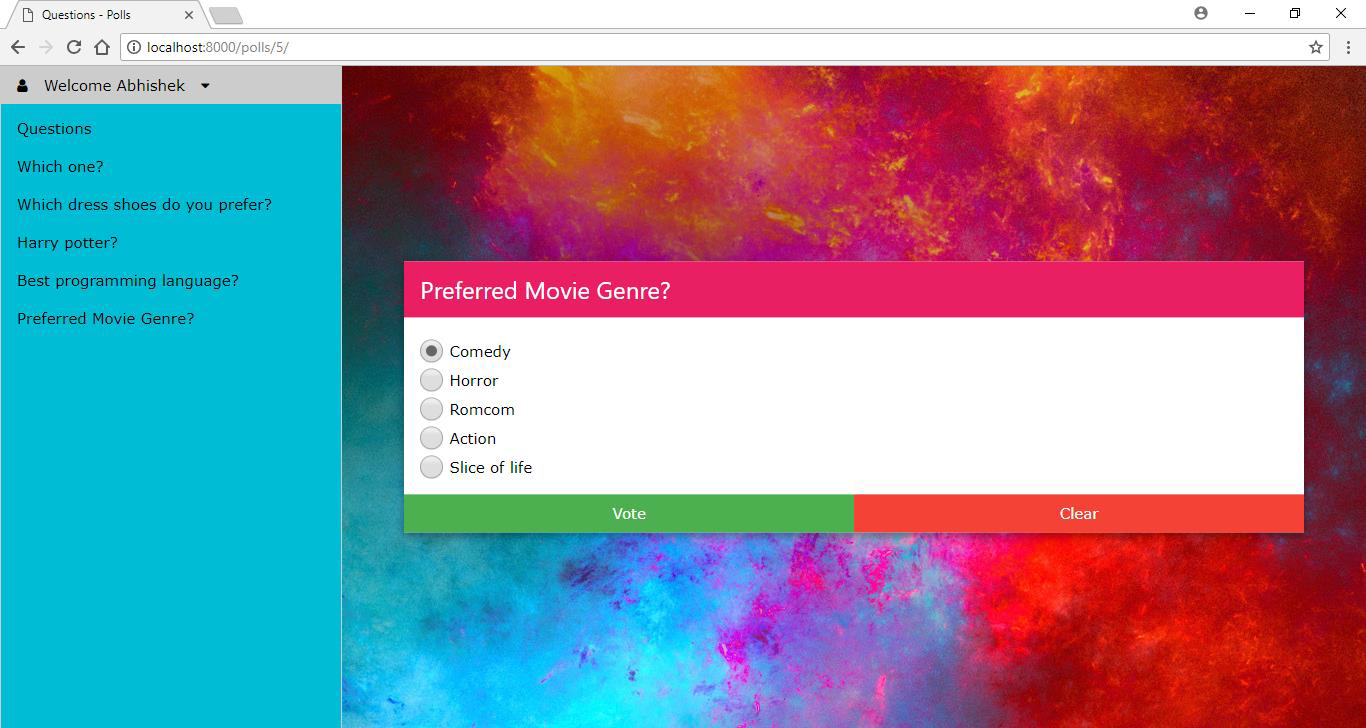 Questions - Polls
localhost:8000/polls/5/
Welcome Abhishek
Questions
Which one?
Which dress shoes do you prefer?
Harry potter?
Best programming language?
Preferred Movie Genre?
Preferred Movie Genre?
Comedy
Horror
Romcom
Action
Slice of life
Vote
Clear